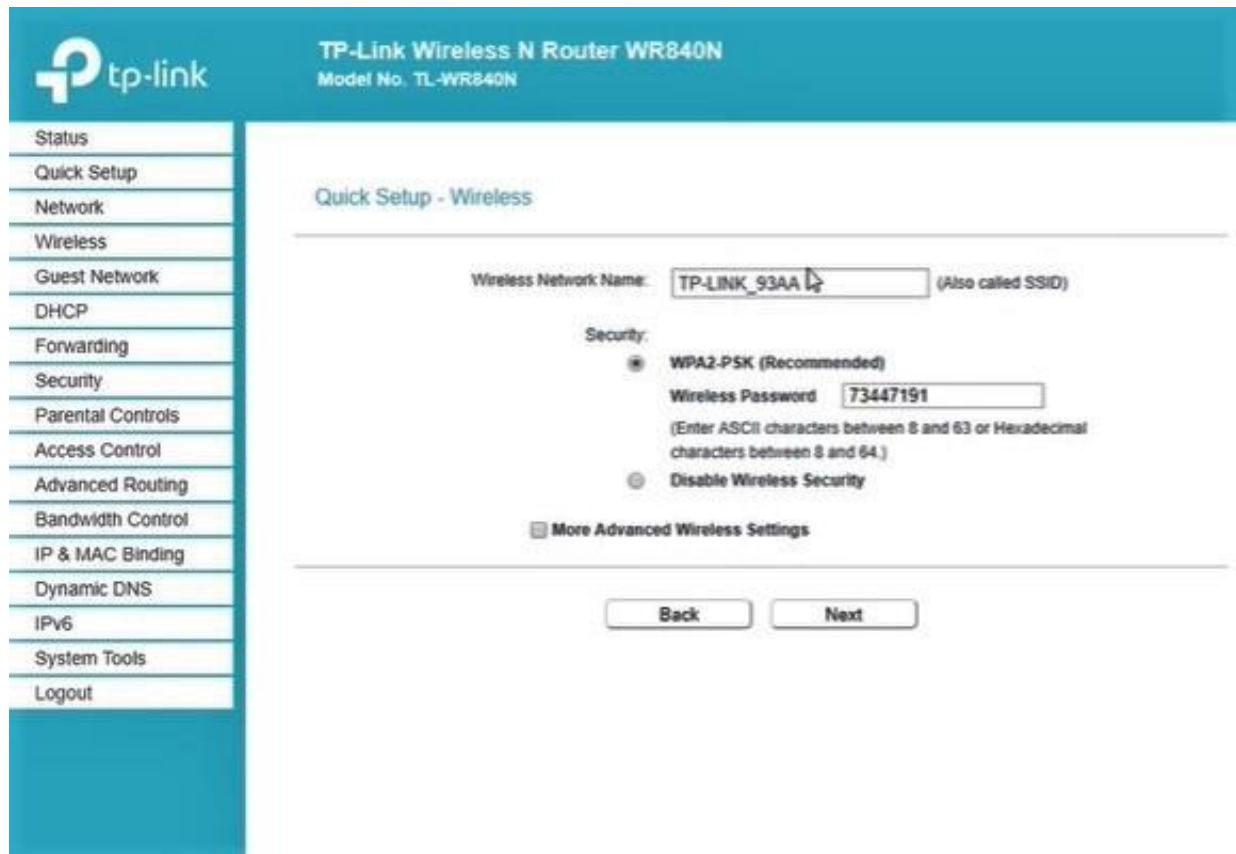 tp-link
TP-Link Wireless N Router WR840N
Model No. TL-WR840N
Status
Quick Setup
Network
Wireless
Guest Network
DHCP
Forwarding
Security
Parental Controls
Access Control
Advanced Routing
Bandwidth Control
IP & MAC Binding
Dynamic DNS
IPv6
System Tools
Logout
Quick Setup - Wireless
Wireless Network Name: TP-LINK_93AA (Also called SSID)
Security:
WPA2-PSK (Recommended)
Wireless Password 73447191
(Enter ASCII characters between 8 and 63 or Hexadecimal
characters between 8 and 64.)
Disable Wireless Security
More Advanced Wireless Settings
Back Next